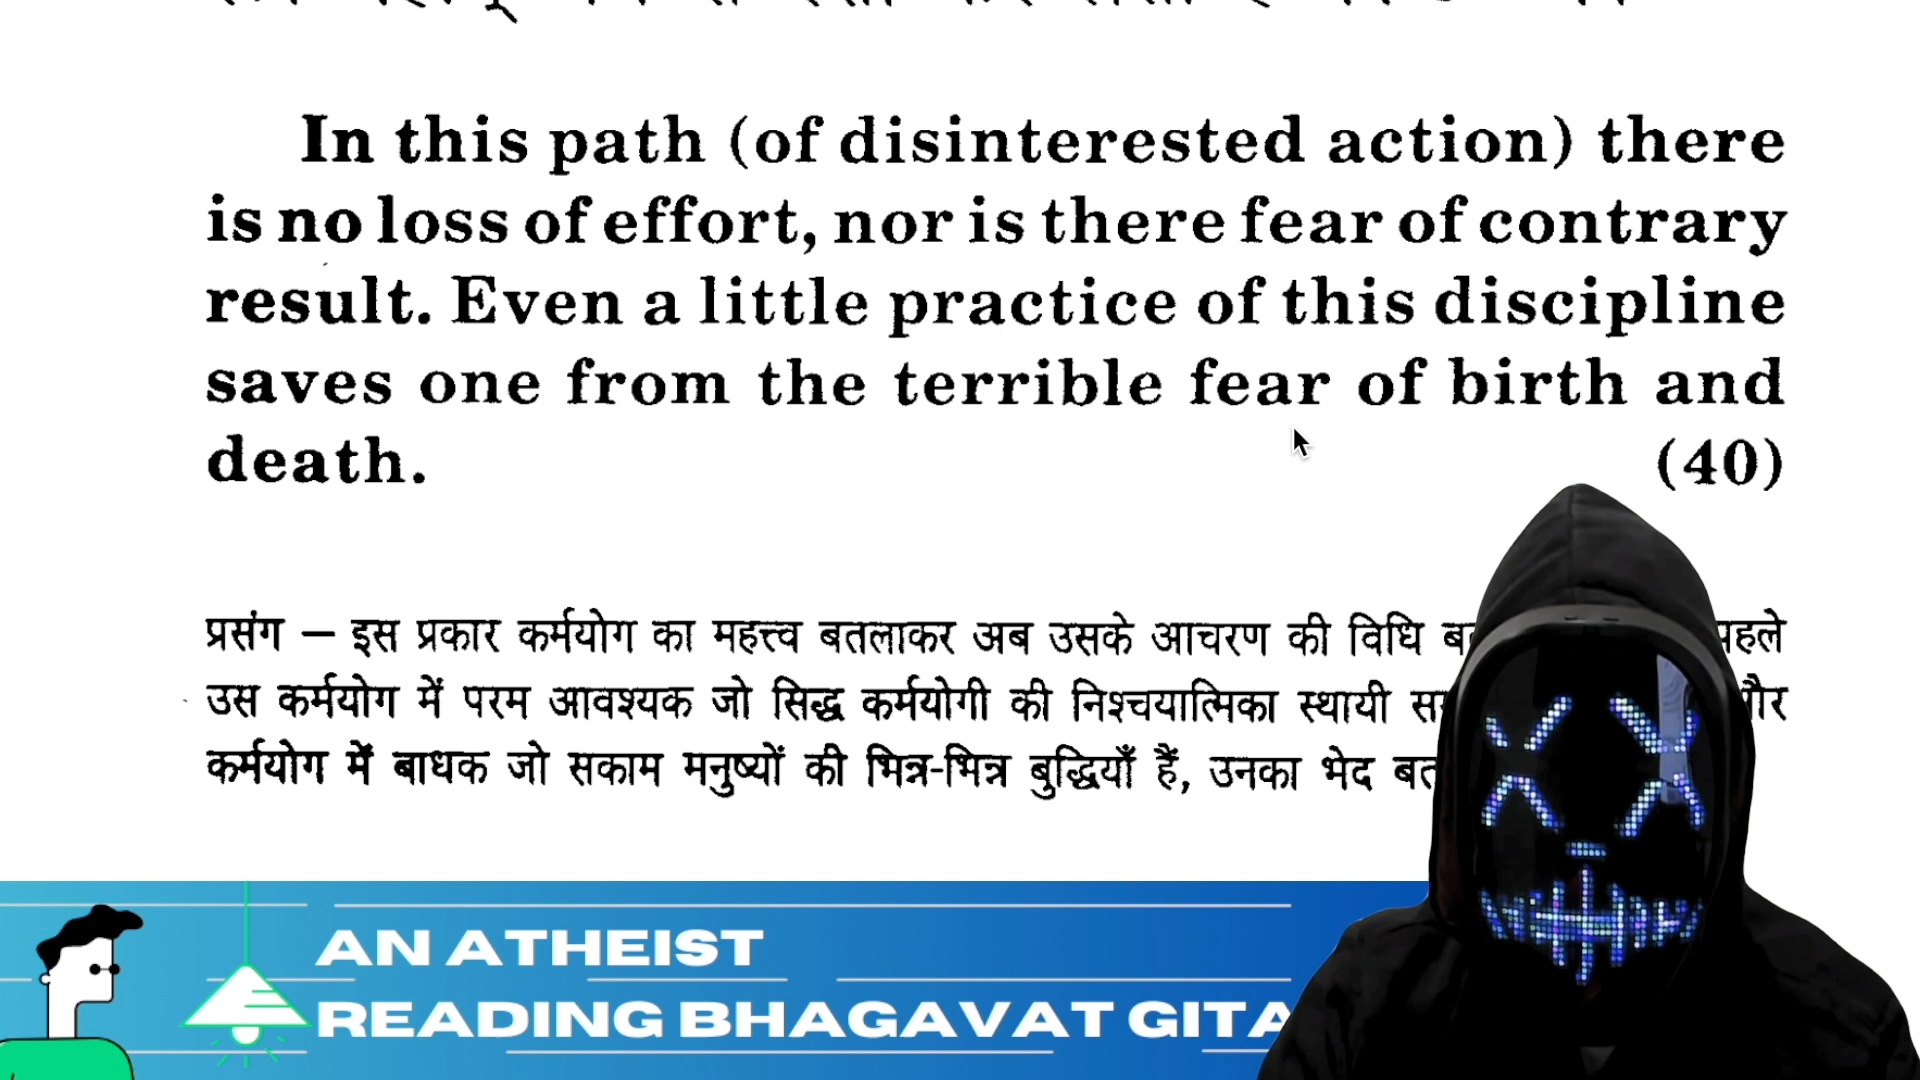 In this path (of disinterested action) there
is no loss of effort, nor is there fear of contrary
result. Even a little practice of this discipline
saves one from the terrible fear of birth and
death. (40)
प्रसंग — इस प्रकार कर्मयोग का महत्त्व बतलाकर अब उसके आचरण की विधि
उस कर्मयोग में परम आवश्यक जो सिद्ध कर्मयोगी की निश्चयात्मिका स्थायी
कर्मयोग में बाधक जो सकाम मनुष्यों की भिन्न-भिन्न बुद्धियाँ हैं, उनका भेद
AN ATHEIST
READING BHAGAVAT GITA